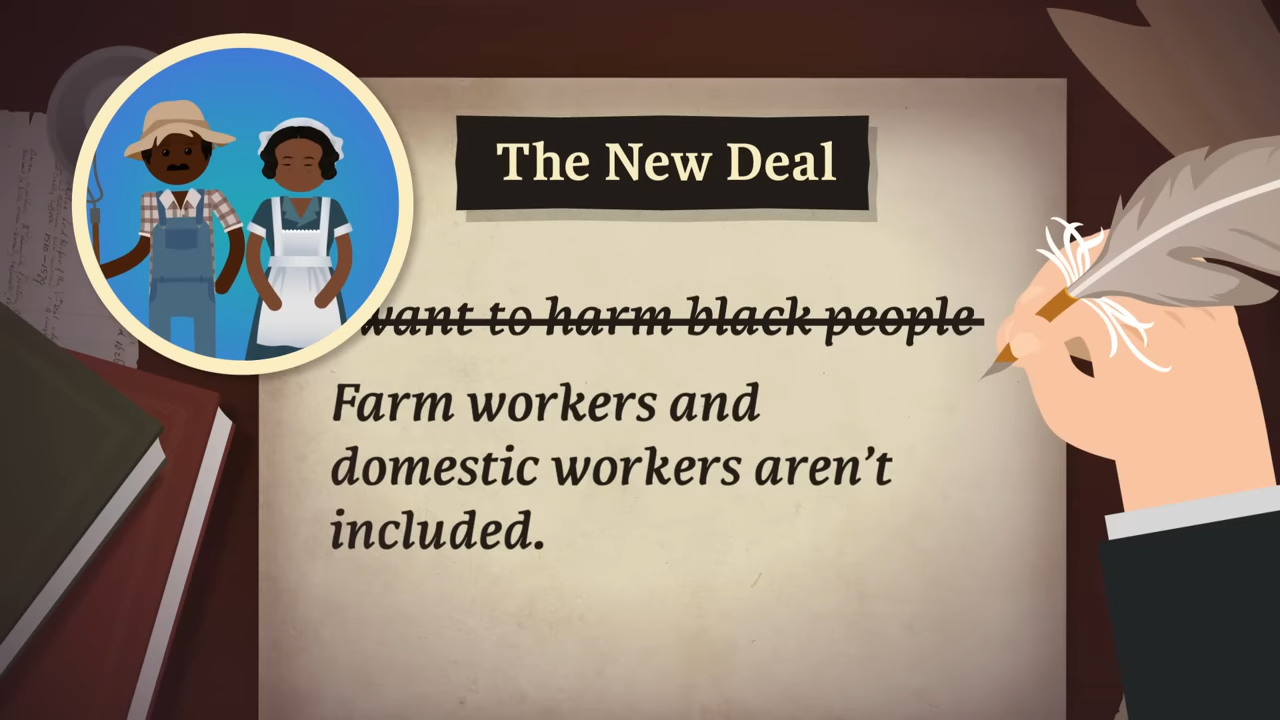 The New Deal
want to harm black people
Farm workers and
domestic workers aren't
included.